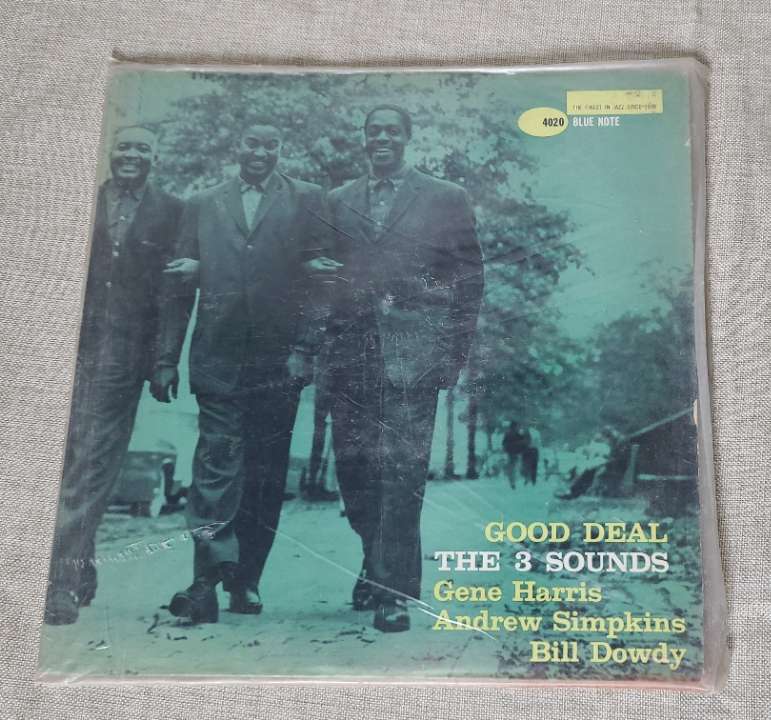 THE FINEST IN JAZZ SINCE 1939
4020 BLUE NOTE
GOOD DEAL
THE 3 SOUNDS
Gene Harris
Andrew Simpkins
Bill Dowdy